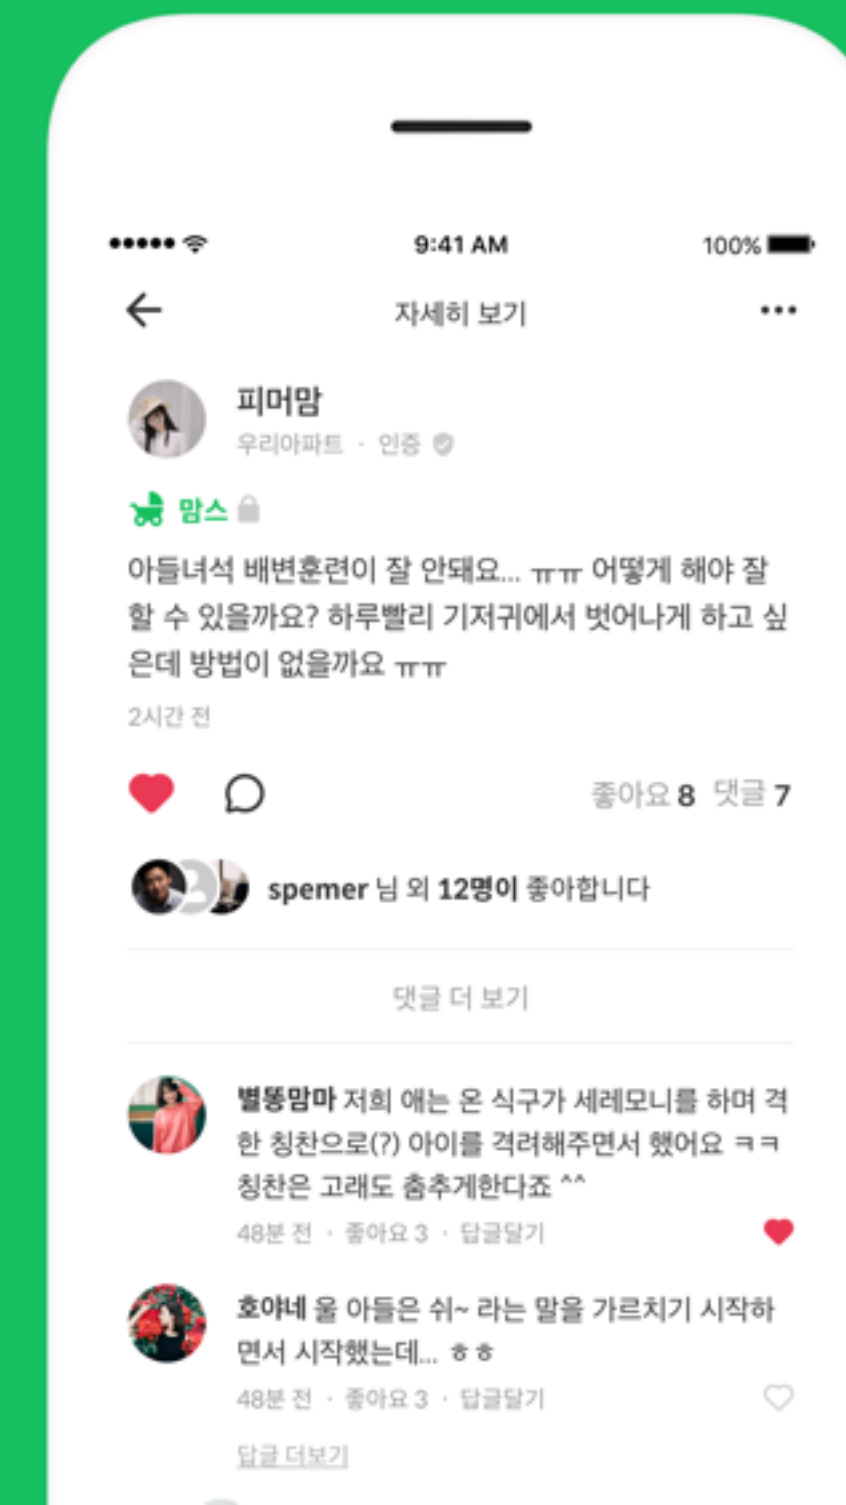 9:41 AM
100%
자세히 보기
피머맘
우리아파트 · 인증
맘스
아들녀석 배변훈련이 잘 안돼요... ㅠㅠ 어떻게 해야 잘
할 수 있을까요? 하루빨리 기저귀에서 벗어나게 하고 싶
은데 방법이 없을까요 ㅠㅠ
2시간 전
좋아요 8 댓글 7
spemer 님 외 12명이 좋아합니다
댓글 더 보기
별똥맘마 저희 애는 온 식구가 세레모니를 하며 격
한 칭찬으로(?) 아이를 격려해주면서 했어요 ㅋㅋ
칭찬은 고래도 춤추게한다죠 ^^
48분 전 · 좋아요 3 · 답글달기
호야네 울 아들은 쉬~ 라는 말을 가르치기 시작하
면서 시작했는데... ㅎㅎ
48분 전 · 좋아요 3 · 답글달기
답글 더보기